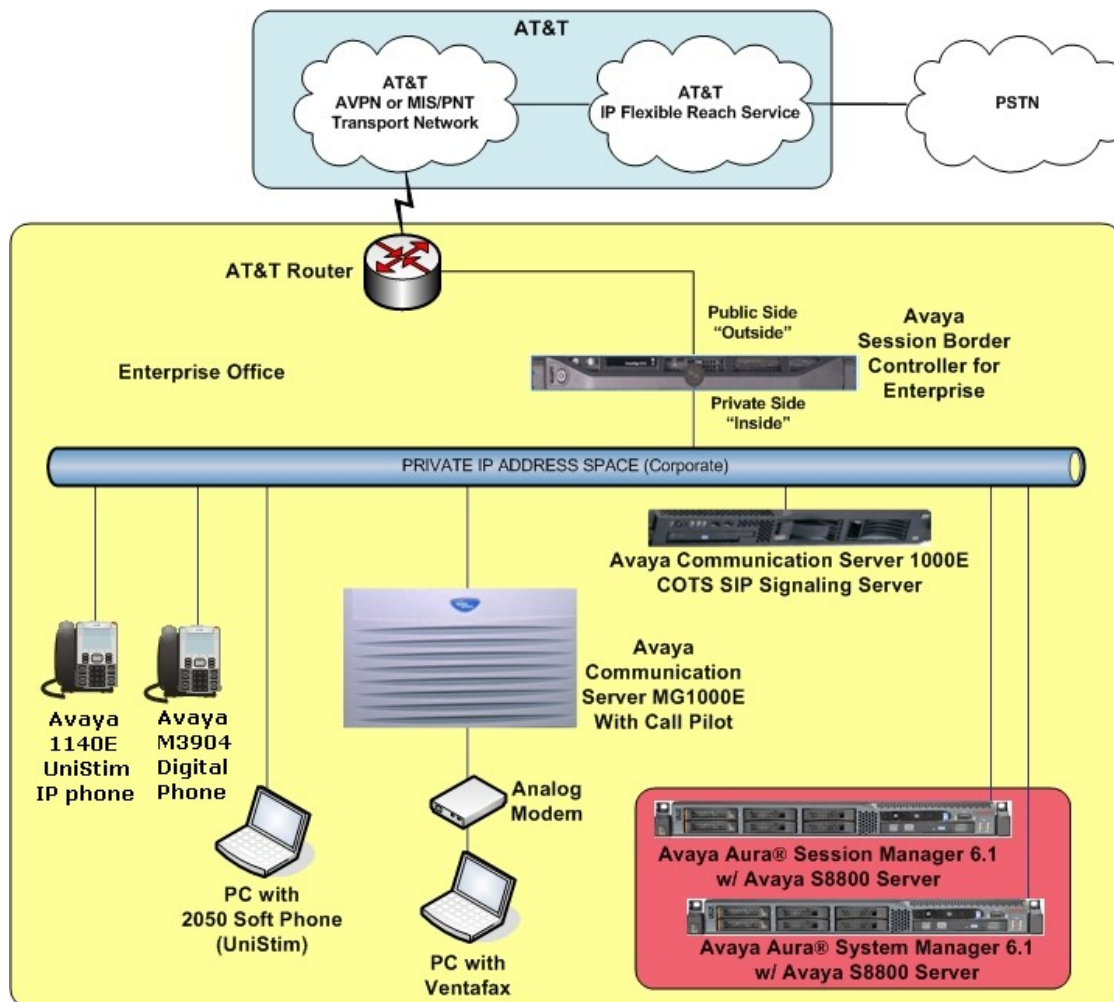 AT&T
AT&T
AVPN or MIS/PNT
Transport Network
AT&T
IP Flexible Reach Service
PSTN
AT&T Router
Public Side
“Outside”
Avaya
Session Border
Controller for
Enterprise
Enterprise Office
Private Side
“Inside”
PRIVATE IP ADDRESS SPACE (Corporate)
Avaya Communication Server 1000E
COTS SIP Signaling Server
Avaya
Communication
Server MG1000E
With Call Pilot
Avaya
1140E
UniStim
IP phone
Avaya
M3904
Digital
Phone
Analog
Modem
PC with
2050 Soft Phone
(UniStim)
PC with
Ventafax
Avaya Aura® Session Manager 6.1
w/ Avaya S8800 Server
Avaya Aura® System Manager 6.1
w/ Avaya S8800 Server